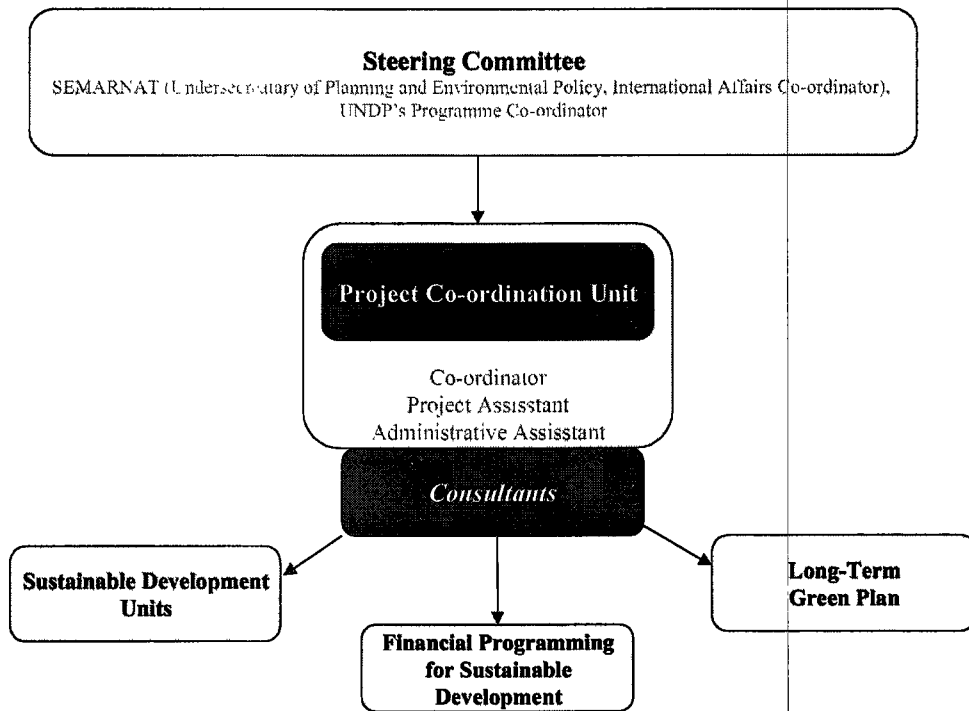 Steering Committee
SEMARNAT (Undersecretary of Planning and Environmental Policy, International Affairs Co-ordinator),
UNDP's Programme Co-ordinator
Project Co-ordination Unit
Co-ordinator
Project Assisstant
Administrative Assisstant
Consultants
Sustainable Development
Units
Financial Programming
for Sustainable
Development
Long-Term
Green Plan